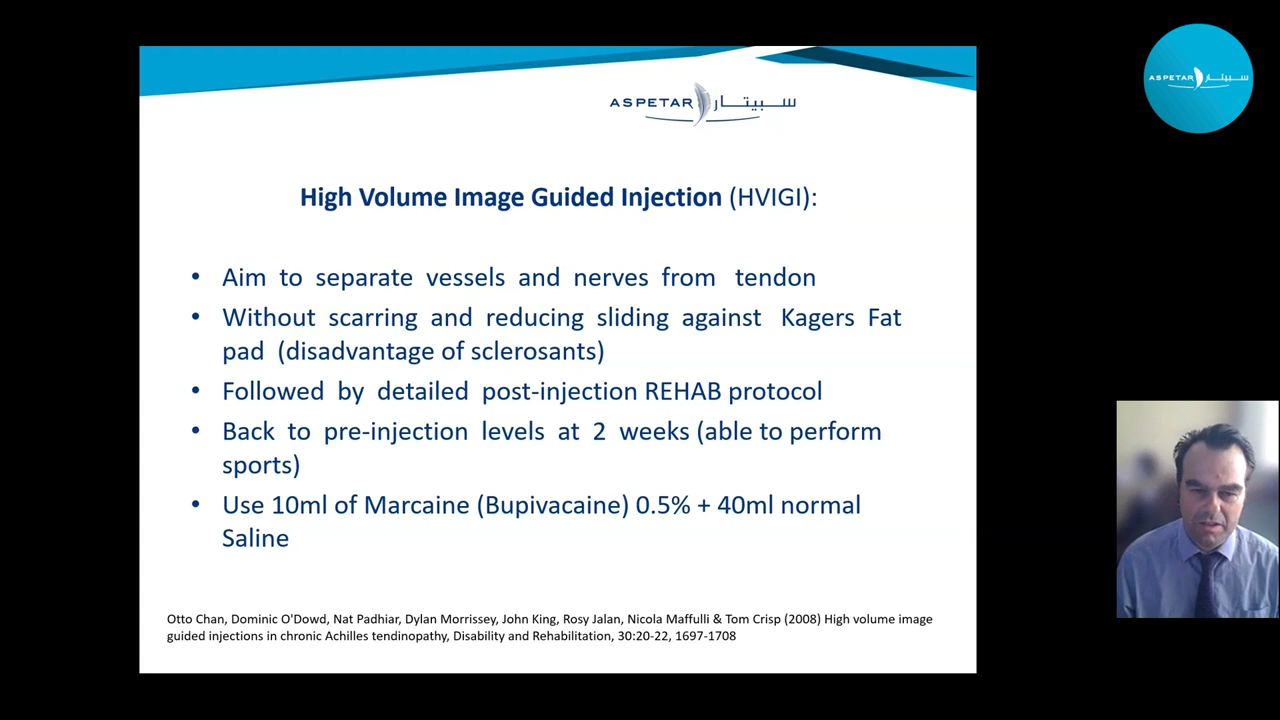 ASPETAR سبيتار
ASPETAR سبيتار
High Volume Image Guided Injection (HVIGI):
• Aim to separate vessels and nerves from tendon
• Without scarring and reducing sliding against Kagers Fat
pad (disadvantage of sclerosants)
• Followed by detailed post-injection REHAB protocol
• Back to pre-injection levels at 2 weeks (able to perform
sports)
• Use 10ml of Marcaine (Bupivacaine) 0.5% + 40ml normal
Saline
Otto Chan, Dominic O'Dowd, Nat Padhiar, Dylan Morrissey, John King, Rosy Jalan, Nicola Maffulli & Tom Crisp (2008) High volume image
guided injections in chronic Achilles tendinopathy, Disability and Rehabilitation, 30:20-22, 1697-1708